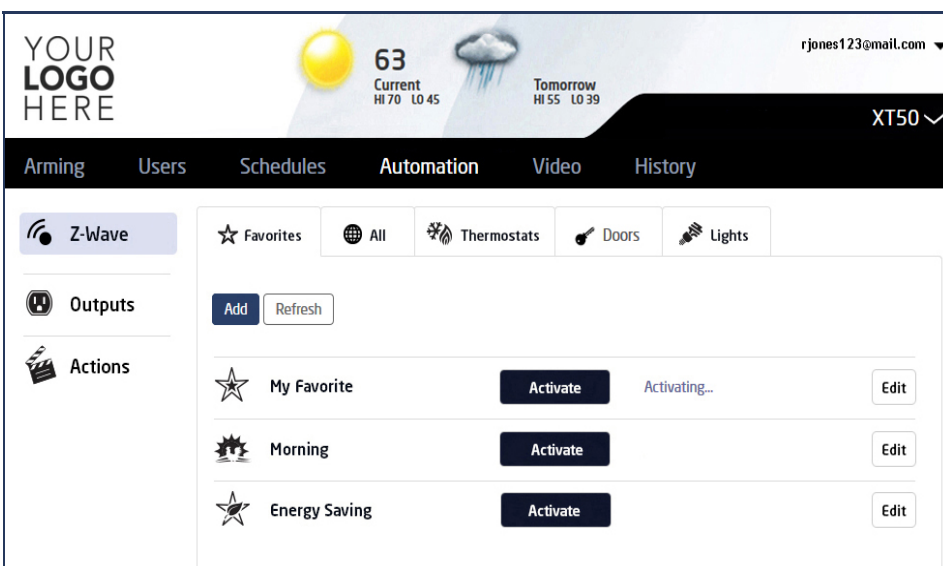 YOUR
LOGO
HERE
63
Current
HI 70 LO 45
Tomorrow
HI 55 LO 39
rjones123@mail.com
XT50
Arming Users Schedules Automation Video History
Z-Wave
Outputs
Actions
Favorites All Thermostats Doors Lights
Add Refresh
My Favorite Activate Activating... Edit
Morning Activate Edit
Energy Saving Activate Edit